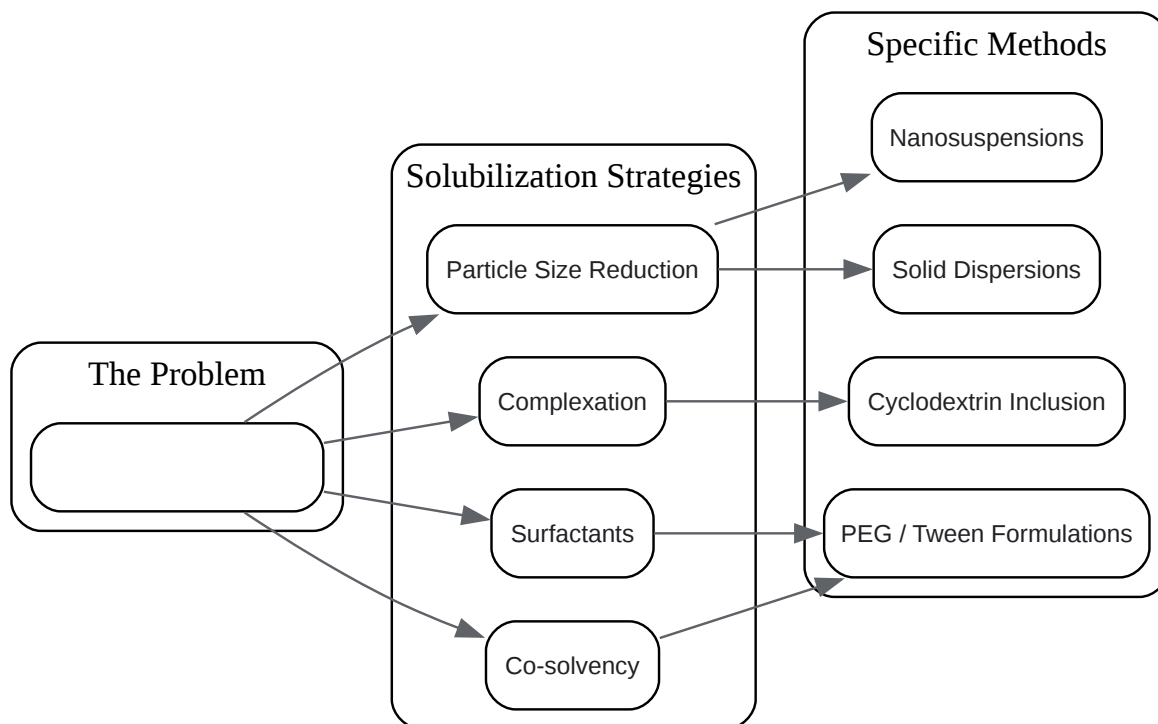 The Problem
Solubilization Strategies
Particle Size Reduction
Complexation
Surfactants
Co-solvency
Specific Methods
Nanosuspensions
Solid Dispersions
Cyclodextrin Inclusion
PEG / Tween Formulations